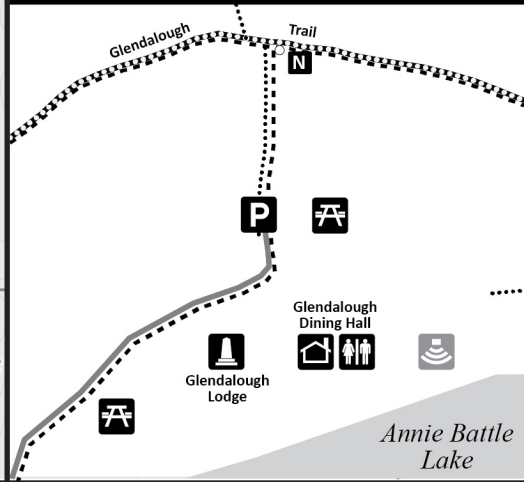 Glendalough Trail
N
P
Glendalough
Dining Hall
Glendalough
Lodge
Annie Battle
Lake